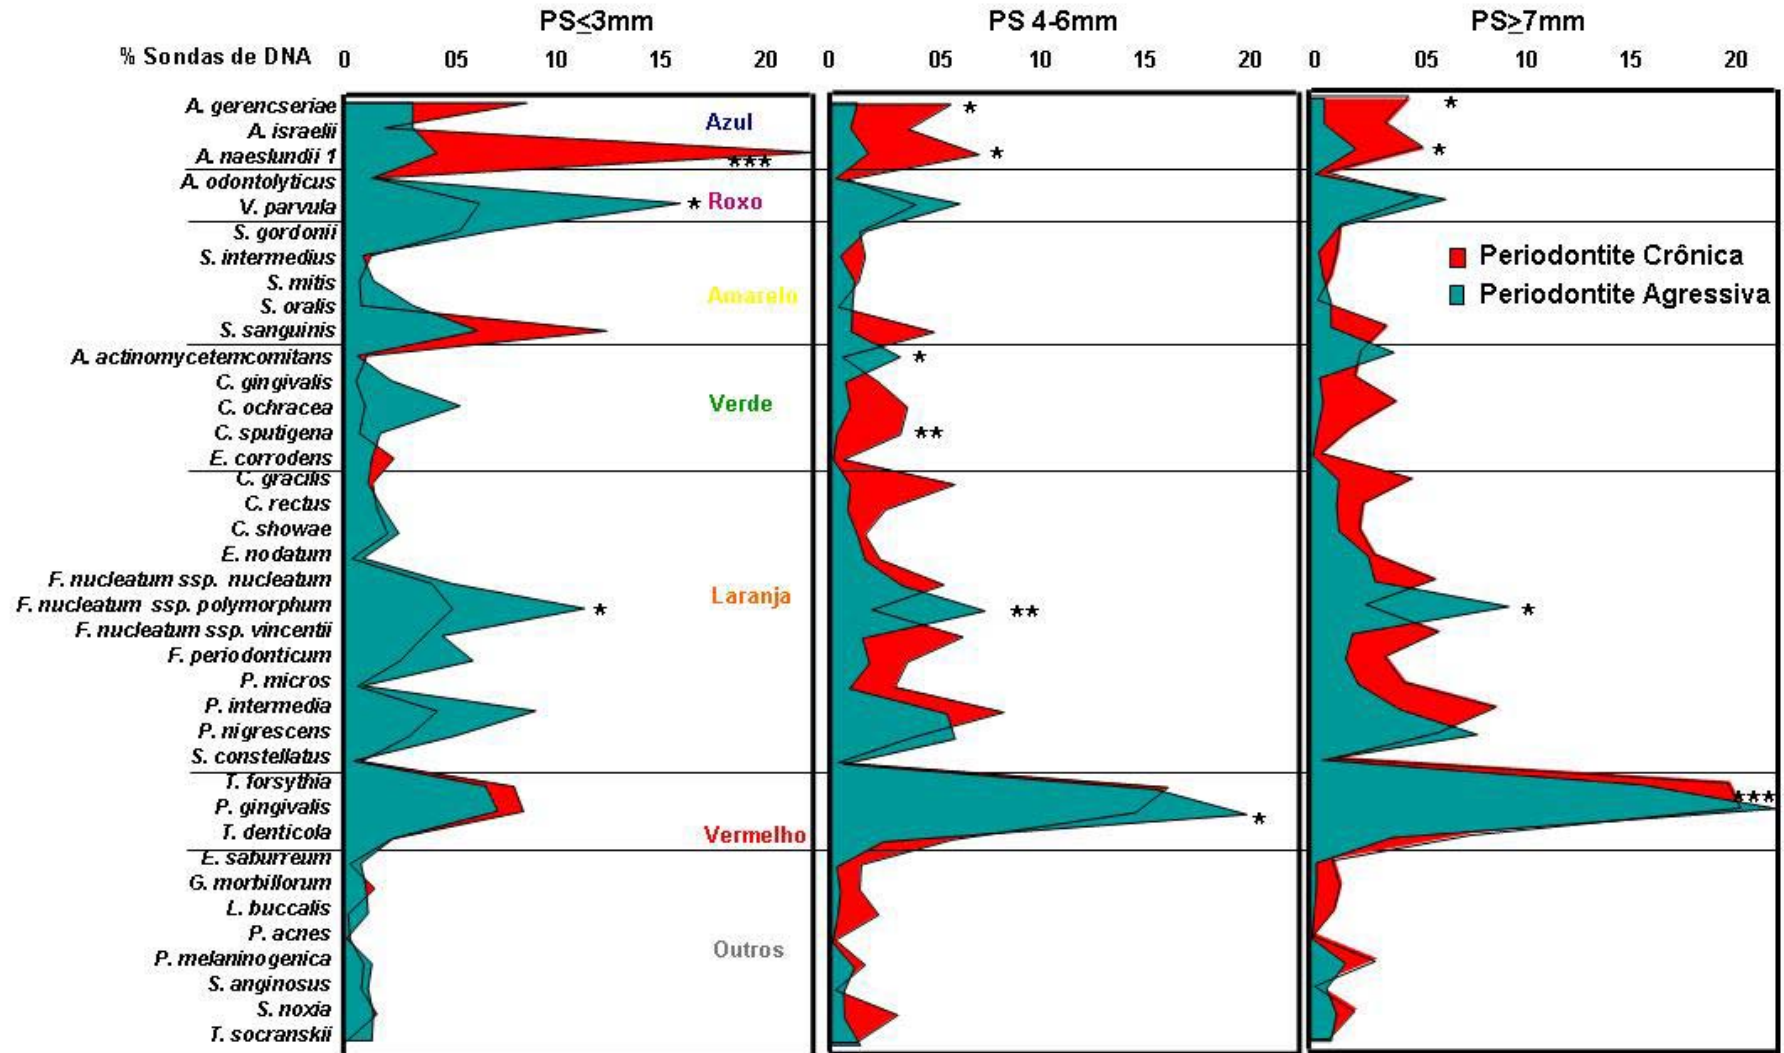 PS≤3mm PS 4-6mm PS≥7mm
% Sondas de DNA 0 05 10 15 20 0 05 10 15 20 0 05 10 15 20
A. gerencseriae * *
A. israelii Azul
A. naeslundii 1 *** * *
A. odontolyticus
V. parvula * Roxo
S. gordonii
S. intermedius Periodontite Crônica
S. mitis
Amarelo Periodontite Agressiva
S. oralis
S. sanguinis
A. actinomycetemcomitans *
C. gingivalis
C. ochracea Verde
C. sputigena **
E. corrodens
C. gracilis
C. rectus
C. showae
E. nodatum
F. nucleatum ssp. nucleatum
Laranja
F. nucleatum ssp. polymorphum * ** *
F. nucleatum ssp. vincentii
F. periodonticum
P. micros
P. intermedia
P. nigrescens
S. constellatus
T. forsythia ***
P. gingivalis *
T. denticola Vermelho
E. saburreum
G. morbillorum
L. buccalis
P. acnes
Outros
P. melaninogenica
S. anginosus
S. noxia
T. socranskii